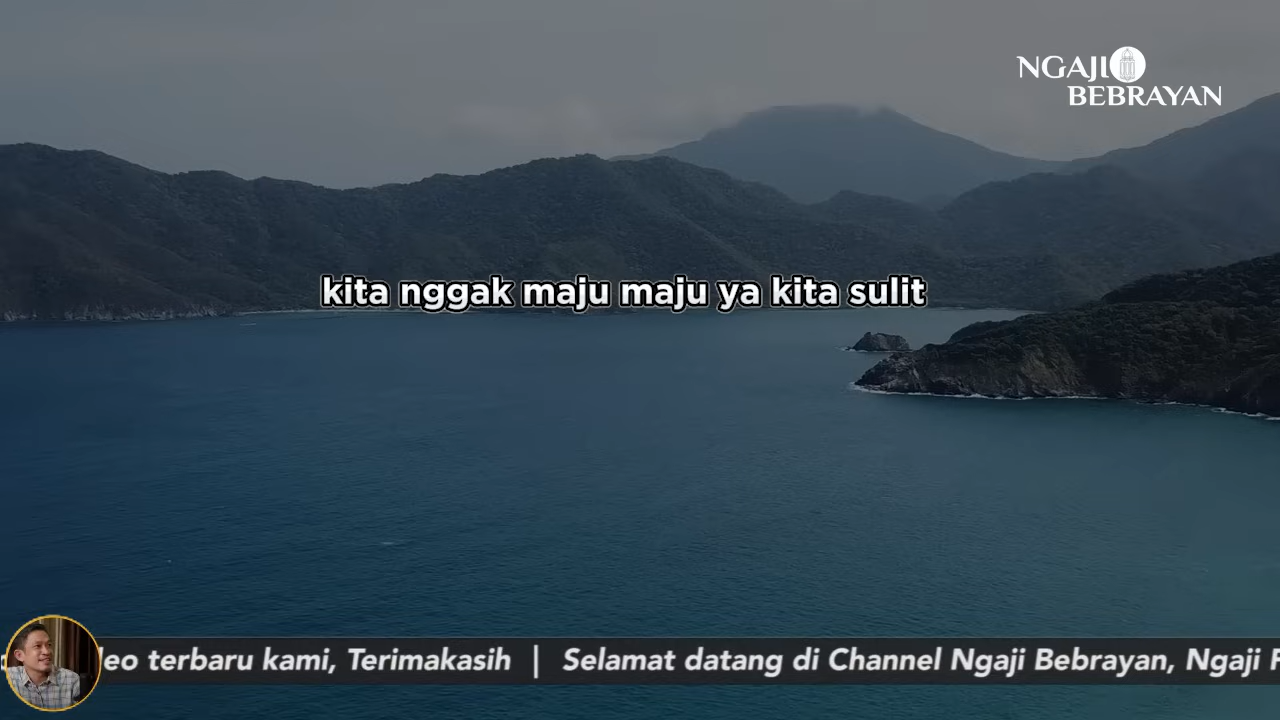 NGAJI
BEBRAYAN
kita nggak maju maju ya kita sulit
deo terbaru kami, Terimakasih | Selamat datang di Channel Ngaji Bebrayan, Ngaji